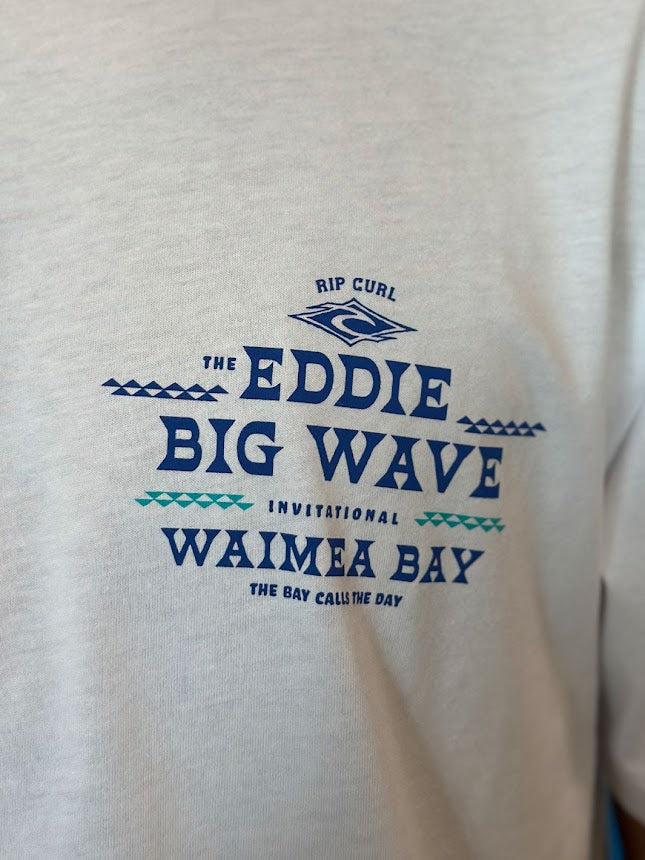 RIP CURL
THE EDDIE
BIG WAVE
INVITATIONAL
WAIMEA BAY
THE BAY CALLS THE DAY